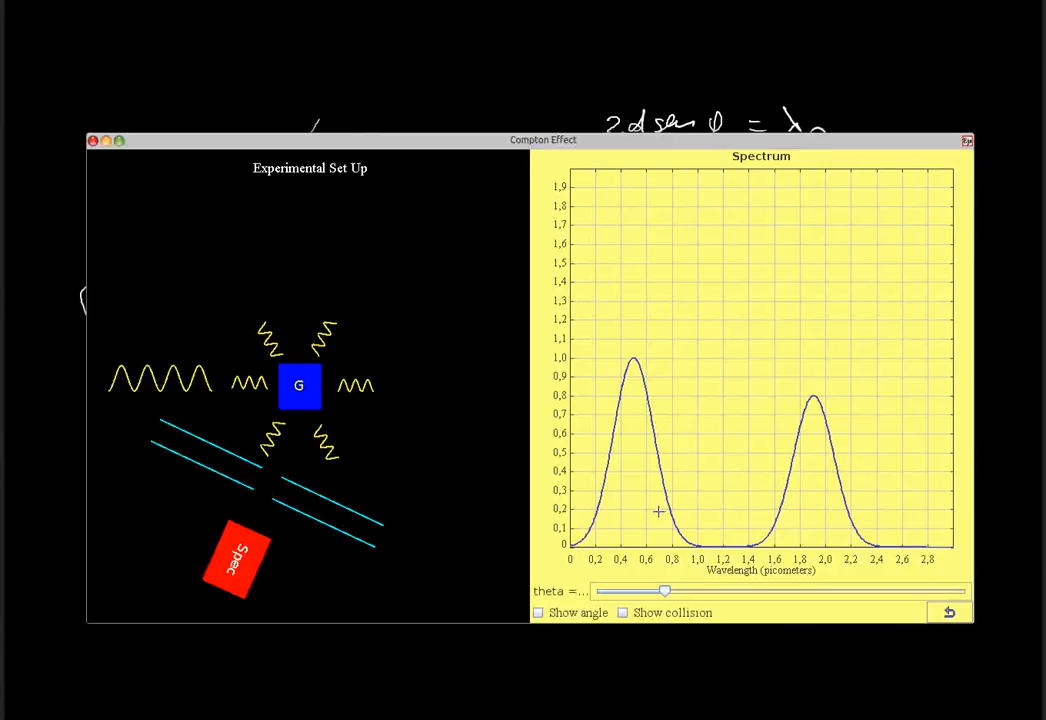 2d sen φ = λ
Compton Effect
Experimental Set Up
G
Spec
Spectrum
1,9
1,8
1,7
1,6
1,5
1,4
1,3
1,2
1,1
1,0
0,9
0,8
0,7
0,6
0,5
0,4
0,3
0,2
0,1
0
0 0,2 0,4 0,6 0,8 1,0 1,2 1,4 1,6 1,8 2,0 2,2 2,4 2,6 2,8
Wavelength (picometers)
theta =...
Show angle Show collision